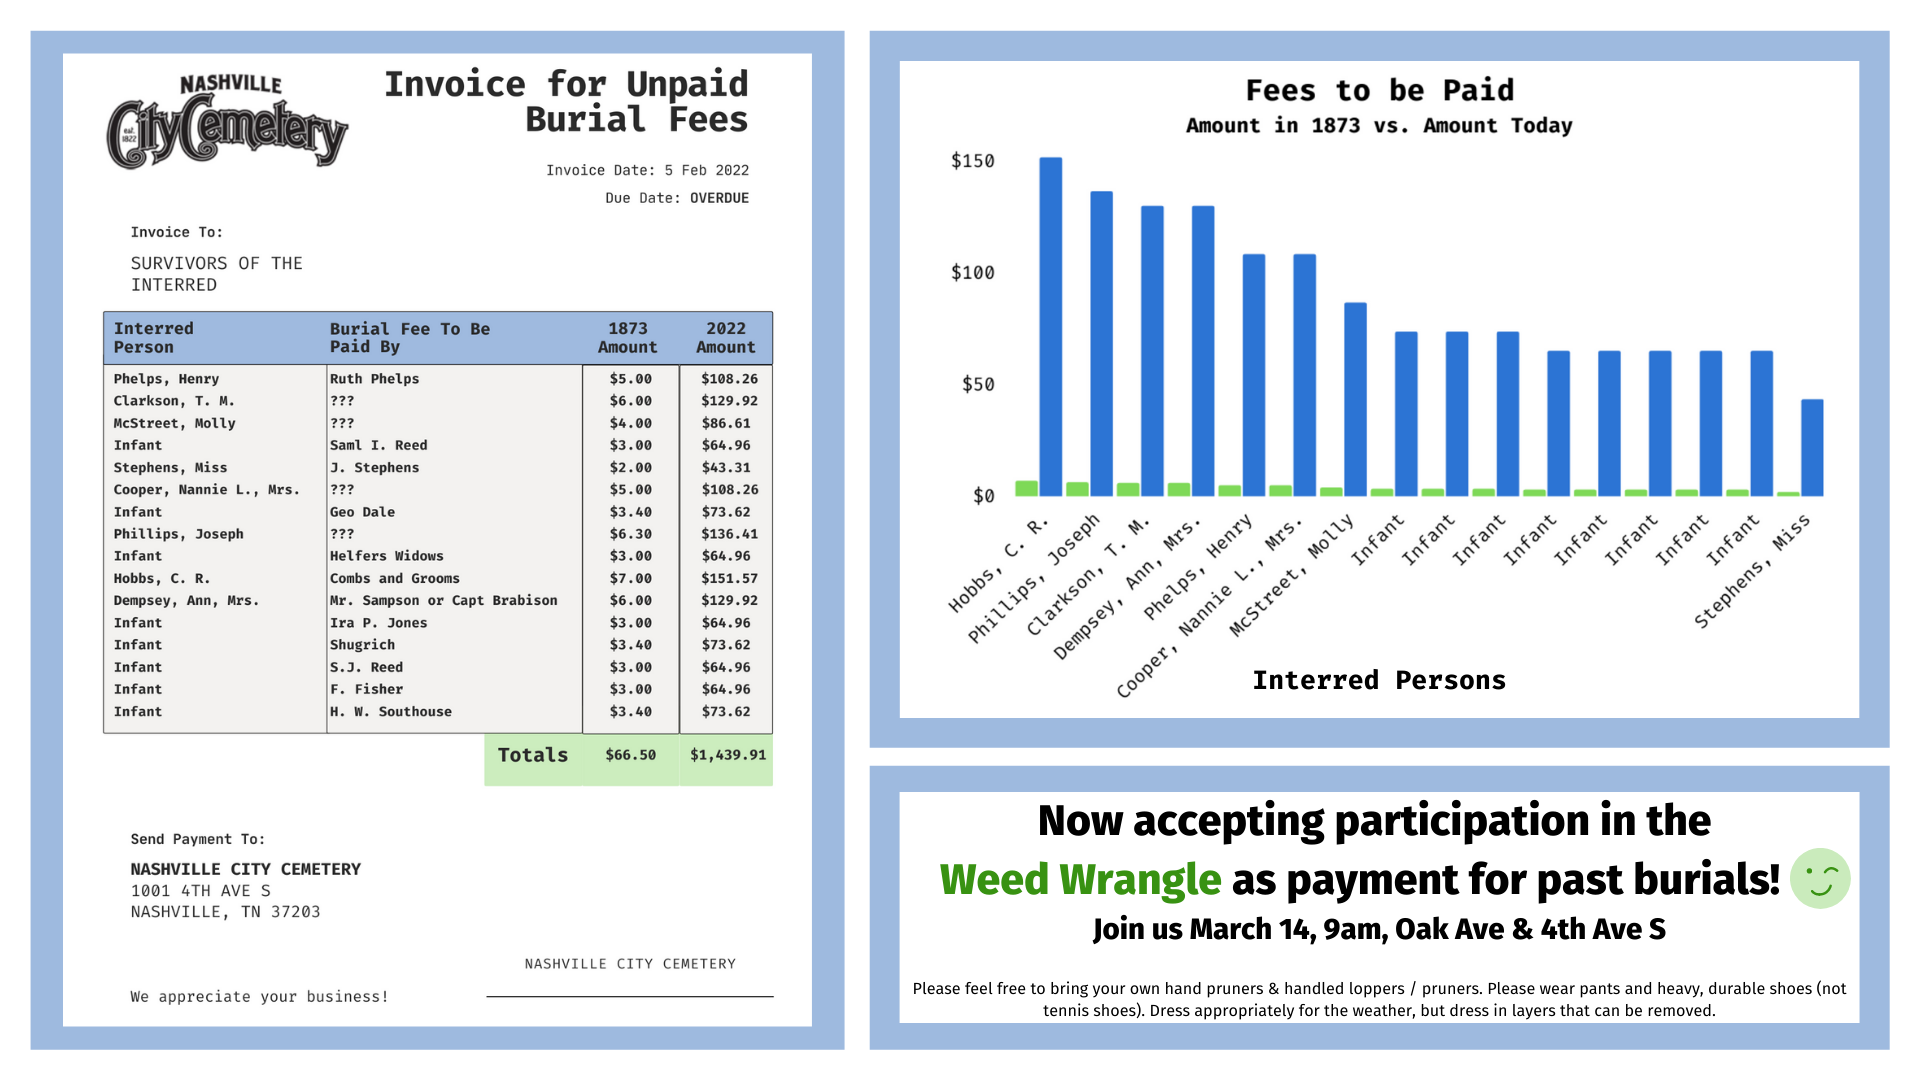 NASHVILLE
City Cemetery
est. 1822
Invoice for Unpaid
Burial Fees
Invoice Date: 5 Feb 2022
Due Date: OVERDUE
Invoice To:
SURVIVORS OF THE
INTERRED
Interred Person Burial Fee To Be Paid By 1873 Amount 2022 Amount
Phelps, Henry Ruth Phelps $5.00 $108.26
Clarkson, T. M. ??? $6.00 $129.92
McStreet, Molly ??? $4.00 $86.61
Infant Saml I. Reed $3.00 $64.96
Stephens, Miss J. Stephens $2.00 $43.31
Cooper, Nannie L., Mrs. ??? $5.00 $108.26
Infant Geo Dale $3.40 $73.62
Phillips, Joseph ??? $6.30 $136.41
Infant Helfers Widows $3.00 $64.96
Hobbs, C. R. Combs and Grooms $7.00 $151.57
Dempsey, Ann, Mrs. Mr. Sampson or Capt Brabison $6.00 $129.92
Infant Ira P. Jones $3.00 $64.96
Infant Shugrich $3.40 $73.62
Infant S.J. Reed $3.00 $64.96
Infant F. Fisher $3.00 $64.96
Infant H. W. Southouse $3.40 $73.62
Totals $66.50 $1,439.91
Send Payment To:
NASHVILLE CITY CEMETERY
1001 4TH AVE S
NASHVILLE, TN 37203
NASHVILLE CITY CEMETERY
We appreciate your business!
Fees to be Paid
Amount in 1873 vs. Amount Today
$150
$100
$50
$0
Hobbs, C. R.
Phillips, Joseph
Clarkson, T. M.
Dempsey, Ann, Mrs.
Phelps, Henry
Cooper, Nannie L., Mrs.
McStreet, Molly
Infant
Infant
Infant
Infant
Infant
Infant
Infant
Infant
Stephens, Miss
Interred Persons
Now accepting participation in the
Weed Wrangle as payment for past burials!
Join us March 14, 9am, Oak Ave & 4th Ave S
Please feel free to bring your own hand pruners & handled loppers / pruners. Please wear pants and heavy, durable shoes (not
tennis shoes). Dress appropriately for the weather, but dress in layers that can be removed.